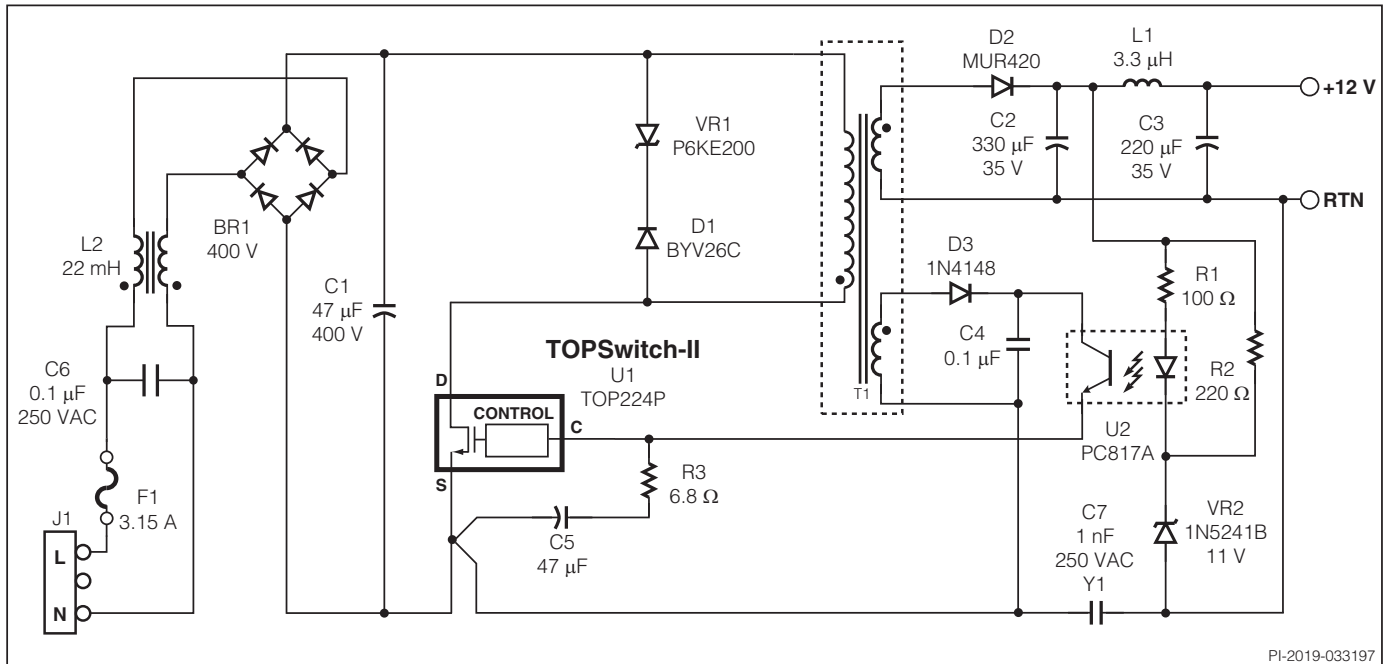 D2
MUR420
L1
3.3 µH
+12 V
VR1
P6KE200
C2
330 µF
35 V
C3
220 µF
35 V
RTN
BR1
400 V
L2
22 mH
D1
BYV26C
D3
1N4148
R1
100 Ω
C1
47 µF
400 V
TOPSwitch-II
U1
TOP224P
C4
0.1 µF
R2
220 Ω
T1
C6
0.1 µF
250 VAC
D
CONTROL
C
S
U2
PC817A
R3
6.8 Ω
F1
3.15 A
J1
L
N
C5
47 µF
C7
1 nF
250 VAC
Y1
VR2
1N5241B
11 V
PI-2019-033197